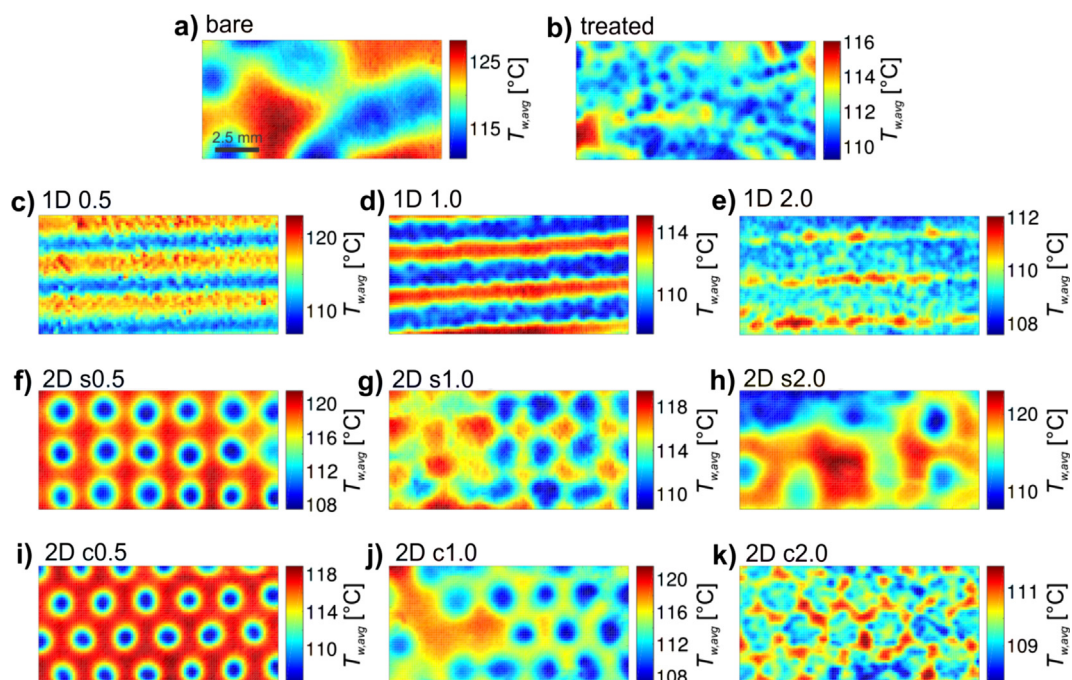 a) bare
125
115
T_w,avg [°C]
2.5 mm
b) treated
116
114
112
110
T_w,avg [°C]
c) 1D 0.5
120
110
T_w,avg [°C]
d) 1D 1.0
114
110
T_w,avg [°C]
e) 1D 2.0
112
110
108
T_w,avg [°C]
f) 2D s0.5
120
116
112
108
T_w,avg [°C]
g) 2D s1.0
118
114
110
T_w,avg [°C]
h) 2D s2.0
120
110
T_w,avg [°C]
i) 2D c0.5
118
114
110
T_w,avg [°C]
j) 2D c1.0
120
116
112
108
T_w,avg [°C]
k) 2D c2.0
111
109
T_w,avg [°C]